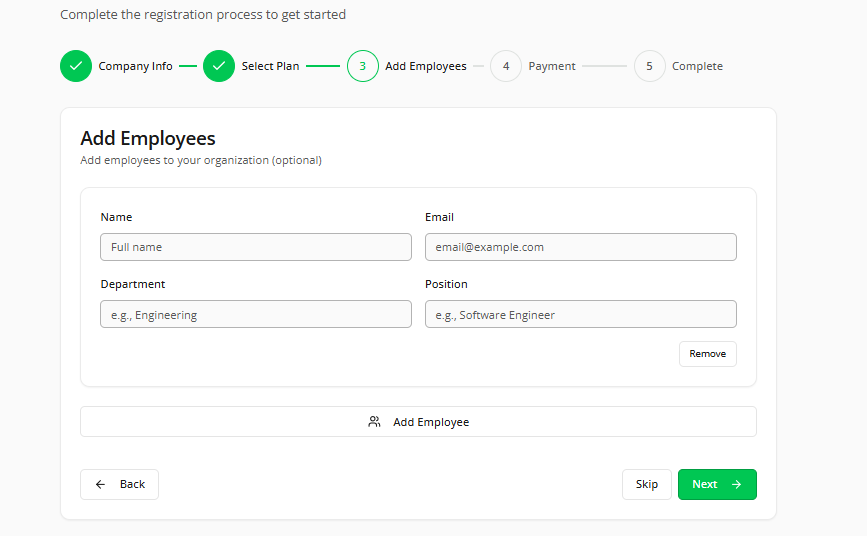 Complete the registration process to get started
Company Info Select Plan 3 Add Employees 4 Payment 5 Complete
Add Employees
Add employees to your organization (optional)
Name Email
Full name email@example.com
Department Position
e.g., Engineering e.g., Software Engineer
Remove
Add Employee
Back Skip Next